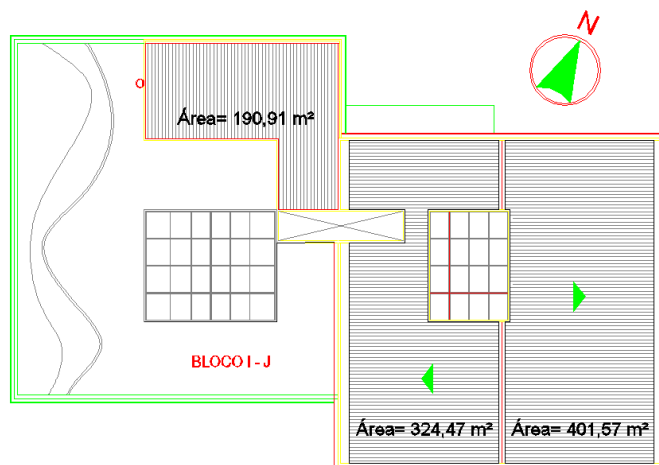 N
O
Área= 190,91 m²
BLOCO I - J
Área= 324,47 m²
Área= 401,57 m²